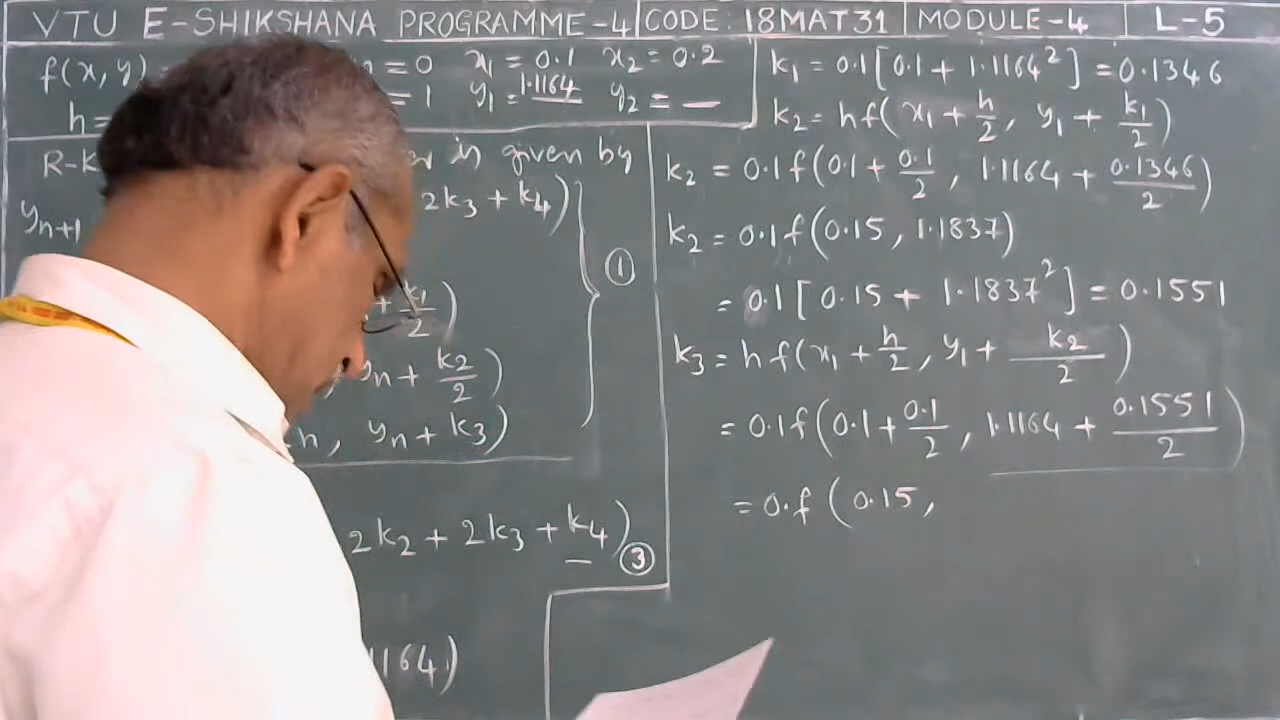 VTU E-SHIKSHANA PROGRAMME-4 | CODE: 18MAT31 | MODULE-4 | L-5
f(x, y) = 0 x₁ = 0.1 x₂ = 0.2
= 1 y₁ = 1.1164 y₂ = —
h =
R-K is given by
yₙ₊₁ 2k₃ + k₄)
+ k₁/2)
yₙ + k₂/2)
h, yₙ + k₃)
①
2k₂ + 2k₃ + k₄) — ③
1164)
k₁ = 0.1[0.1 + 1.1164²] = 0.1346
k₂ = hf(x₁ + h/2, y₁ + k₁/2)
k₂ = 0.1f(0.1 + 0.1/2, 1.1164 + 0.1346/2)
k₂ = 0.1f(0.15, 1.1837)
= 0.1[0.15 + 1.1837²] = 0.1551
k₃ = hf(x₁ + h/2, y₁ + k₂/2)
= 0.1f(0.1 + 0.1/2, 1.1164 + 0.1551/2)
= 0.f(0.15,